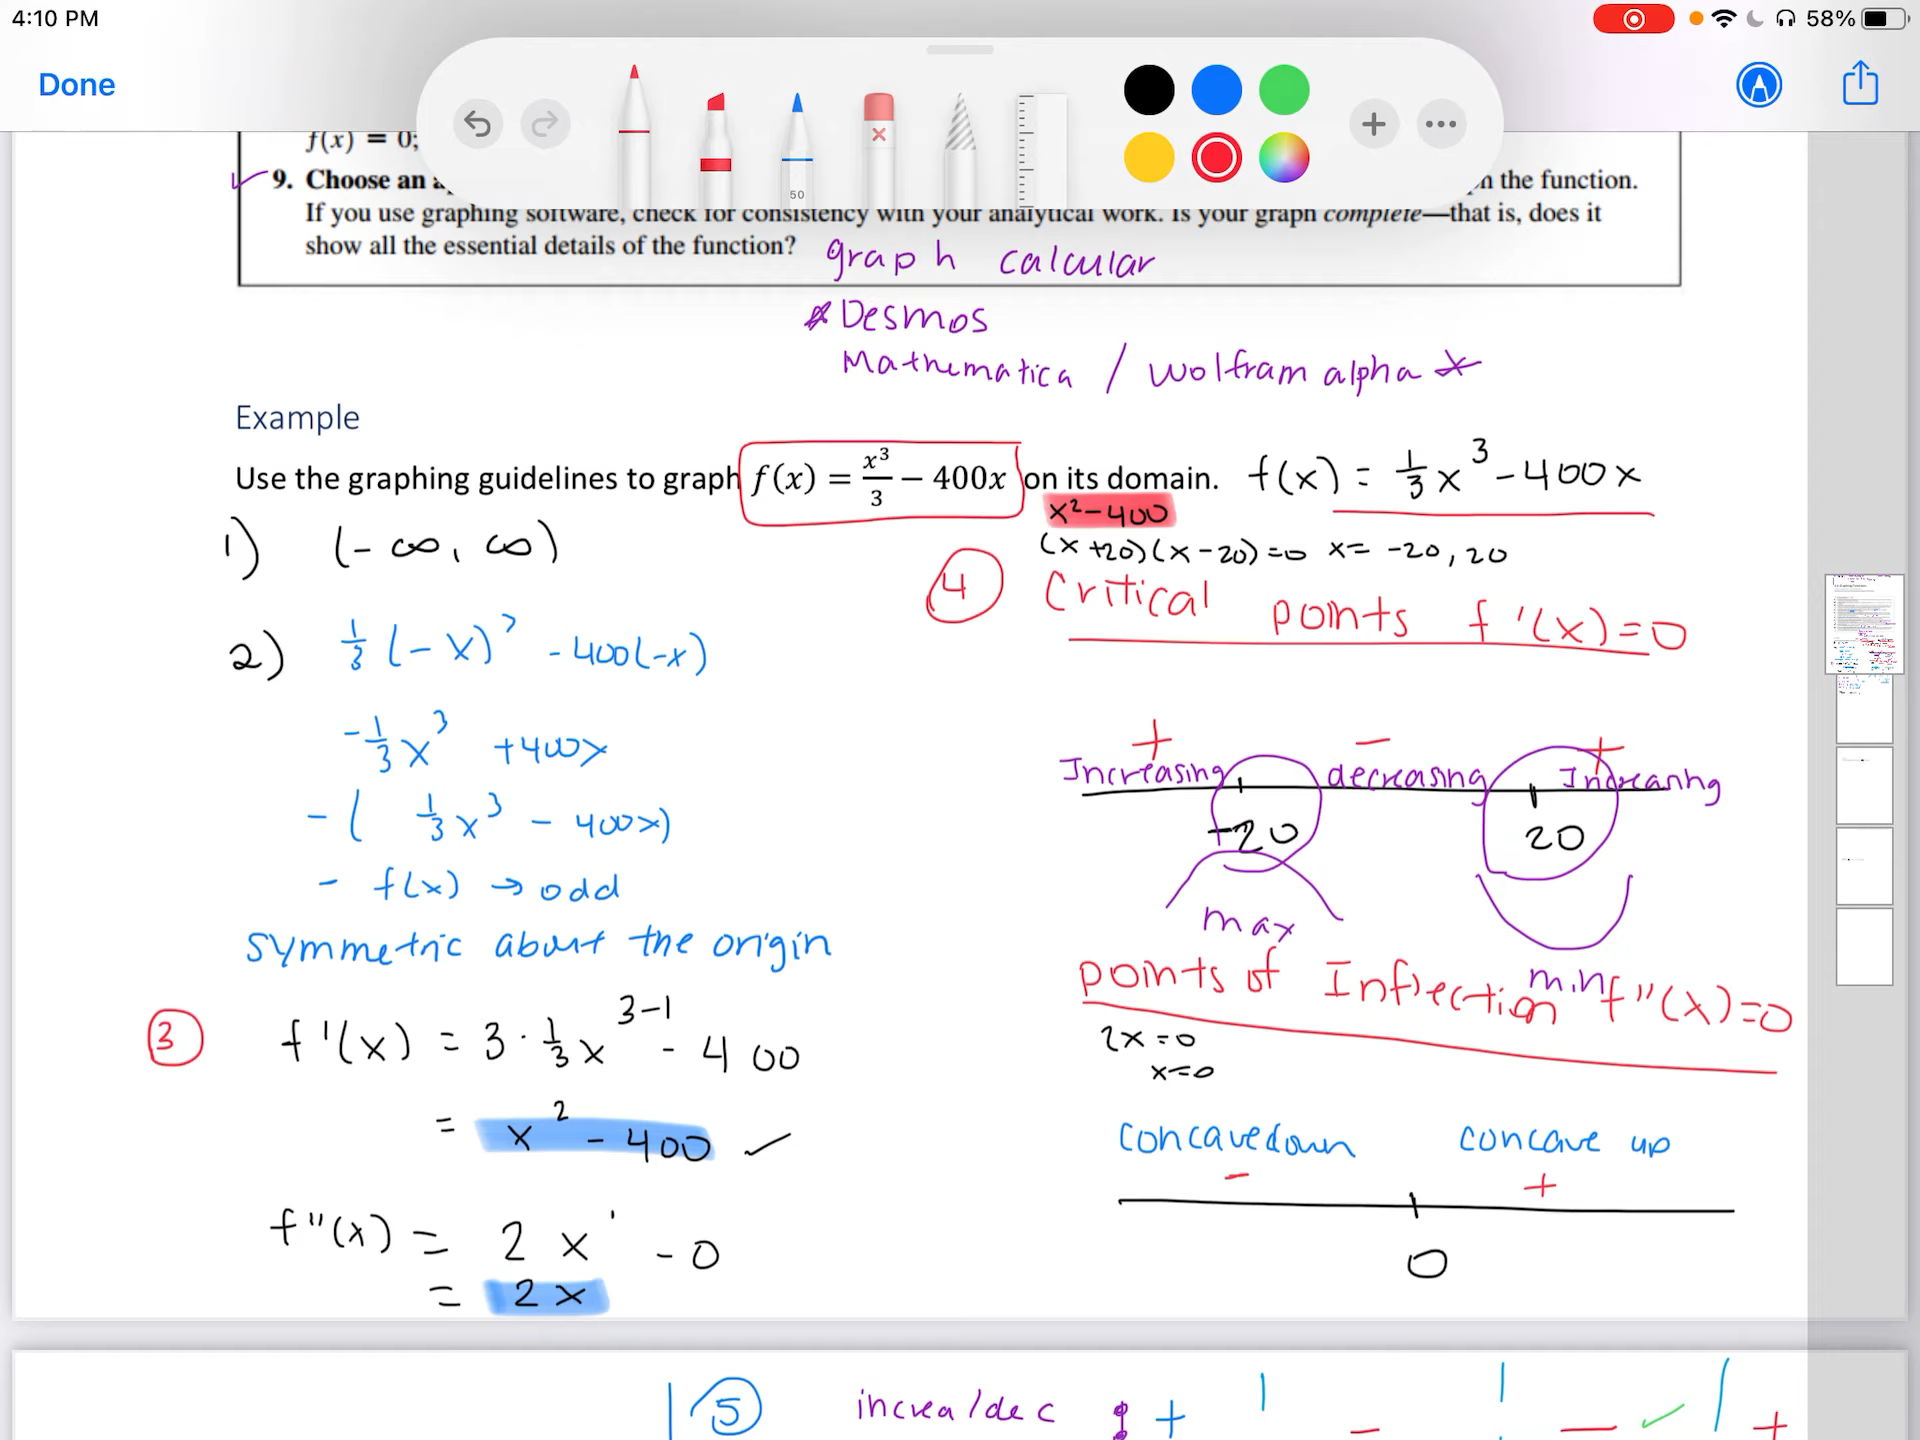 4:10 PM
58%
Done
50
f(x) = 0;
9. Choose an
the function.
If you use graphing software, check for consistency with your analytical work. Is your graph complete—that is, does it
show all the essential details of the function?
graph calcular
* Desmos
Mathematica / Wolfram alpha *
Example
Use the graphing guidelines to graph f(x) = x³/3 − 400x on its domain. f(x) = 1/3 x³ - 400x
x² - 400
(x +20)(x - 20) = 0 x = -20, 20
1) (-∞, ∞)
4 Critical points f'(x) = 0
2) 1/3 (-x)³ - 400(-x)
-1/3 x³ + 400x
- ( 1/3 x³ - 400x)
- f(x) → odd
symmetric about the origin
+ - +
Increasing decreasing Increasing
-20 20
max
min
points of Inflection f''(x) = 0
2x = 0
x = 0
3 f'(x) = 3 · 1/3 x³⁻¹ - 400
= x² - 400 ✓
concave down concave up
- +
0
f''(x) = 2x' - 0
= 2x
5 increa/dec + - - ✓ +